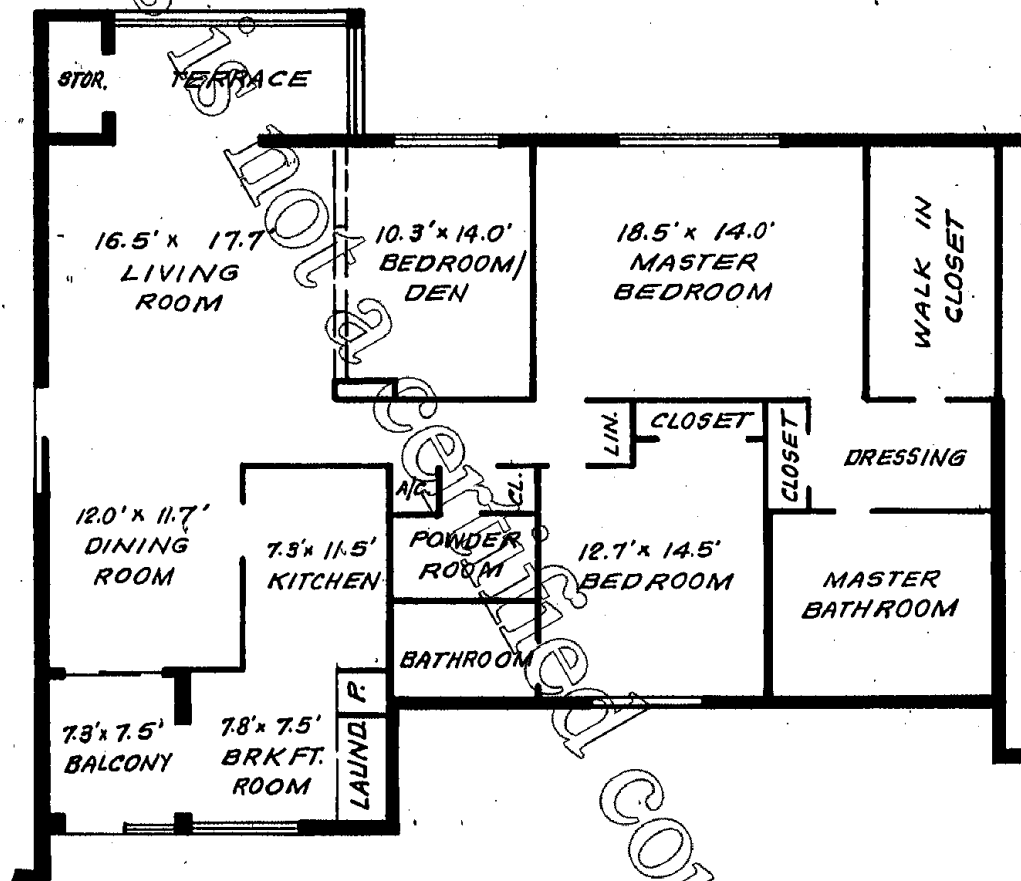 STOR.
TERRACE
16.5' x 17.7'
LIVING
ROOM
10.3' x 14.0'
BEDROOM/
DEN
18.5' x 14.0'
MASTER
BEDROOM
WALK IN
CLOSET
LIN.
CLOSET
CLOSET
DRESSING
A/C
CL.
12.0' x 11.7'
DINING
ROOM
7.3' x 11.5'
KITCHEN
POWDER
ROOM
12.7' x 14.5'
BEDROOM
MASTER
BATHROOM
BATHROOM
7.3' x 7.5'
BALCONY
7.8' x 7.5'
BRKFT.
ROOM
P.
LAUND.
is not a certified